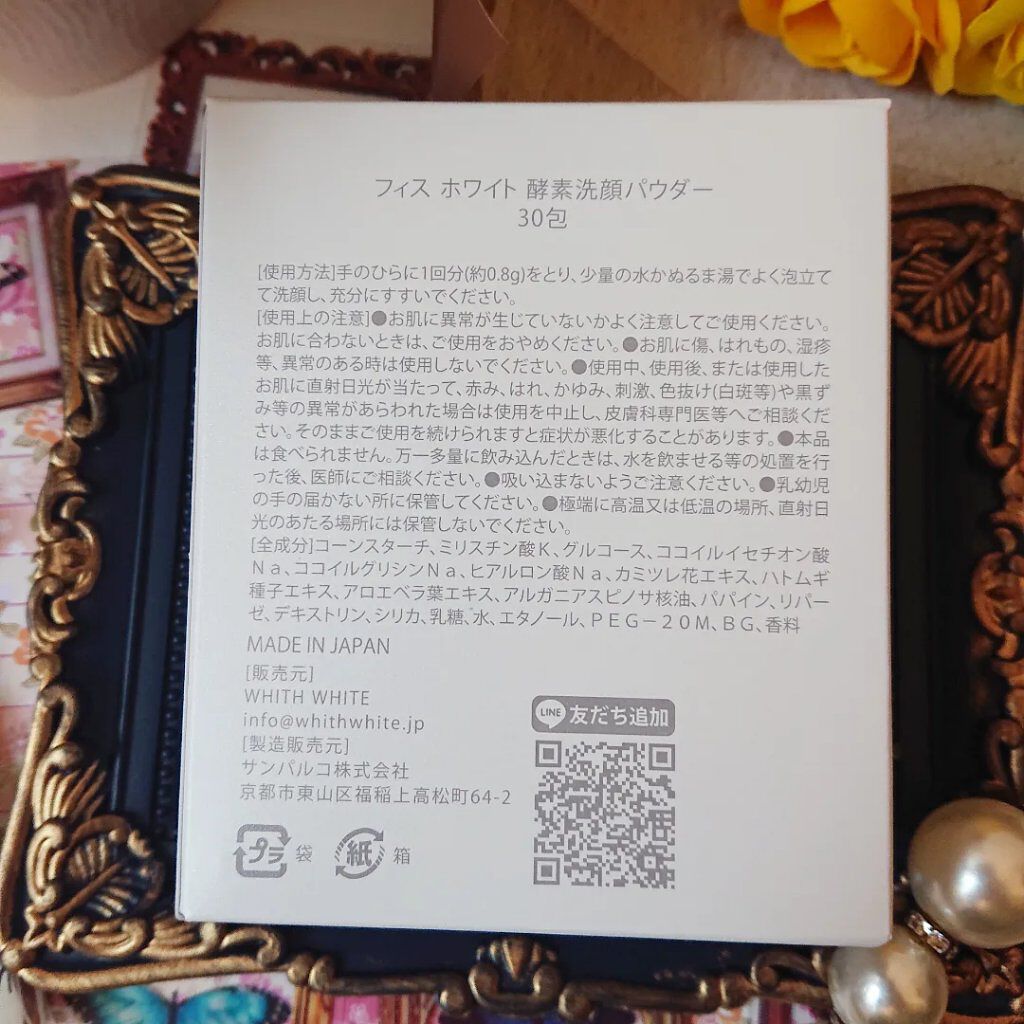 フィス ホワイト 酵素洗顔パウダー
30包
[使用方法]手のひらに1回分(約0.8g)をとり、少量の水かぬるま湯でよく泡立て
て洗顔し、充分にすすいでください。
[使用上の注意]●お肌に異常が生じていないかよく注意してご使用ください。
お肌に合わないときは、ご使用をおやめください。●お肌に傷、はれもの、湿疹
等、異常のある時は使用しないでください。●使用中、使用後、または使用した
お肌に直射日光が当たって、赤み、はれ、かゆみ、刺激、色抜け(白斑等)や黒ず
み等の異常があらわれた場合は使用を中止し、皮膚科専門医等へご相談くだ
さい。そのままご使用を続けられますと症状が悪化することがあります。●本品
は食べられません。万一多量に飲み込んだときは、水を飲ませる等の処置を行
った後、医師にご相談ください。●吸い込まないようご注意ください。●乳幼児
の手の届かない所に保管してください。●極端に高温又は低温の場所、直射日
光のあたる場所には保管しないでください。
[全成分]コーンスターチ、ミリスチン酸K、グルコース、ココイルイセチオン酸
Na、ココイルグリシンNa、ヒアルロン酸Na、カミツレ花エキス、ハトムギ
種子エキス、アロエベラ葉エキス、アルガニアスピノサ核油、パパイン、リパー
ゼ、デキストリン、シリカ、乳糖、水、エタノール、PEG－20M、BG、香料
MADE IN JAPAN
[販売元]
WHITH WHITE
info@whithwhite.jp
[製造販売元]
サンパルコ株式会社
京都市東山区福稲上高松町64-2
LINE 友だち追加
プラ 袋 紙 箱